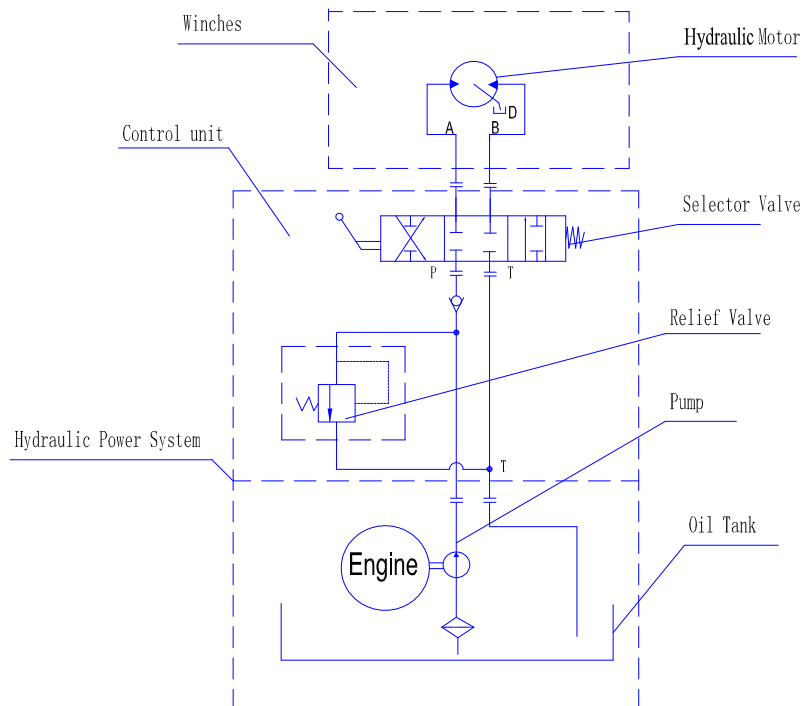 Winches
Hydraulic Motor
D
A B
Control unit
Selector Valve
P T
Relief Valve
Pump
Hydraulic Power System
T
Oil Tank
Engine